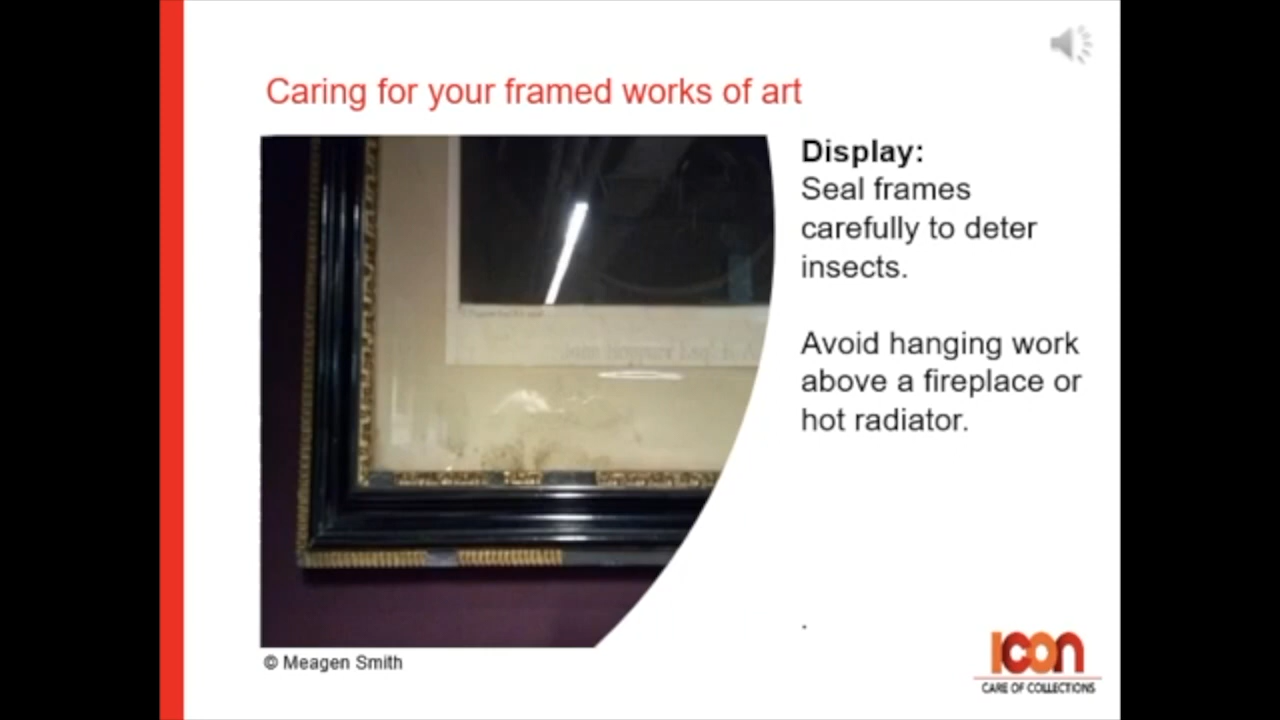 Caring for your framed works of art
Display:
Seal frames
carefully to deter
insects.
Avoid hanging work
above a fireplace or
hot radiator.
.
© Meagen Smith
Icon
CARE OF COLLECTIONS